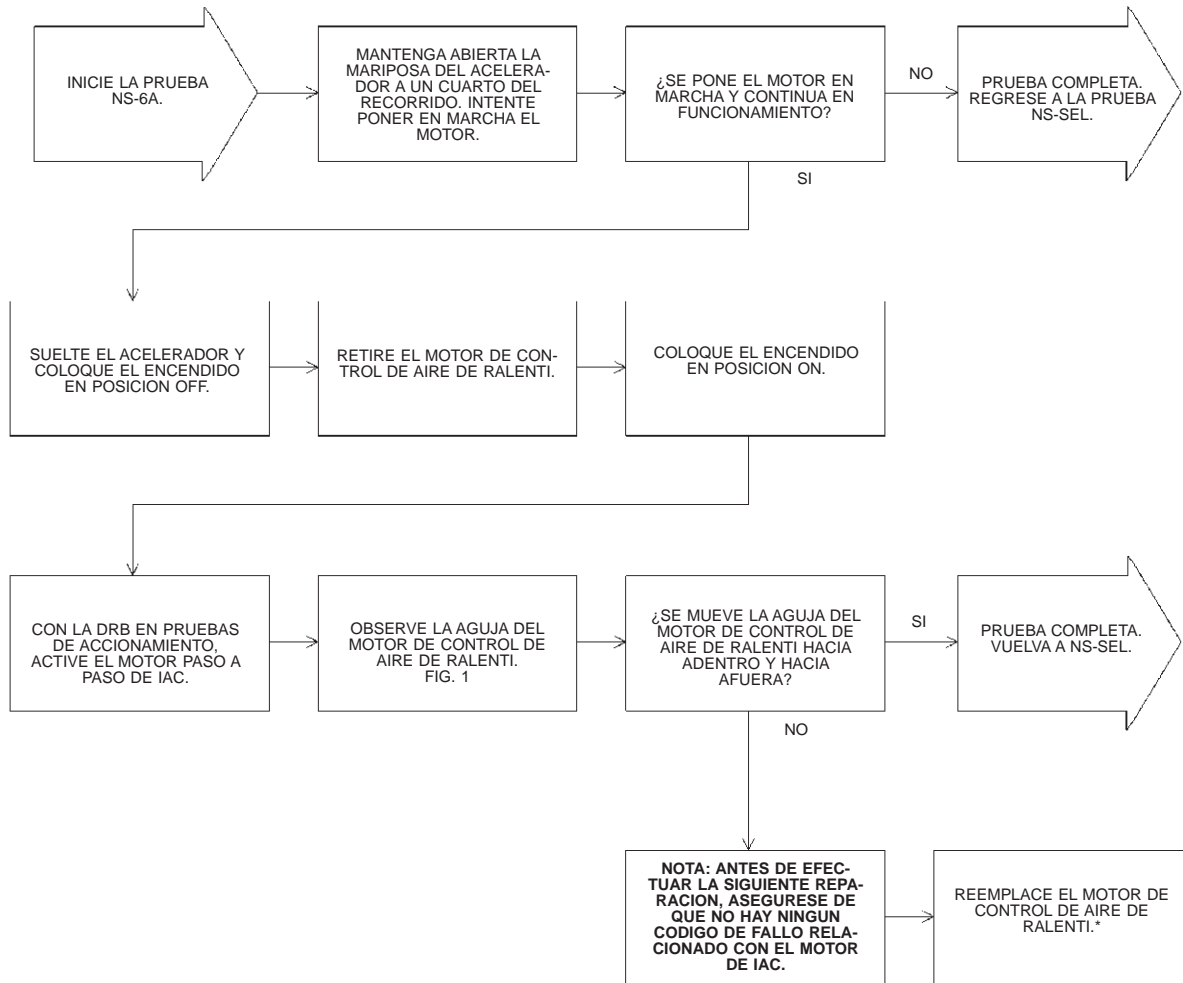 INICIE LA PRUEBA
NS-6A.
MANTENGA ABIERTA LA
MARIPOSA DEL ACELERA-
DOR A UN CUARTO DEL
RECORRIDO. INTENTE
PONER EN MARCHA EL
MOTOR.
¿SE PONE EL MOTOR EN
MARCHA Y CONTINUA EN
FUNCIONAMIENTO?
NO
PRUEBA COMPLETA.
REGRESE A LA PRUEBA
NS-SEL.
SI
SUELTE EL ACELERADOR Y
COLOQUE EL ENCENDIDO
EN POSICION OFF.
RETIRE EL MOTOR DE CON-
TROL DE AIRE DE RALENTI.
COLOQUE EL ENCENDIDO
EN POSICION ON.
CON LA DRB EN PRUEBAS
DE ACCIONAMIENTO,
ACTIVE EL MOTOR PASO A
PASO DE IAC.
OBSERVE LA AGUJA DEL
MOTOR DE CONTROL DE
AIRE DE RALENTI.
FIG. 1
¿SE MUEVE LA AGUJA DEL
MOTOR DE CONTROL DE
AIRE DE RALENTI HACIA
ADENTRO Y HACIA
AFUERA?
SI
PRUEBA COMPLETA.
VUELVA A NS-SEL.
NO
NOTA: ANTES DE EFEC-
TUAR LA SIGUIENTE REPA-
RACION, ASEGURESE DE
QUE NO HAY NINGUN
CODIGO DE FALLO RELA-
CIONADO CON EL MOTOR
DE IAC.
REEMPLACE EL MOTOR DE
CONTROL DE AIRE DE
RALENTI.*